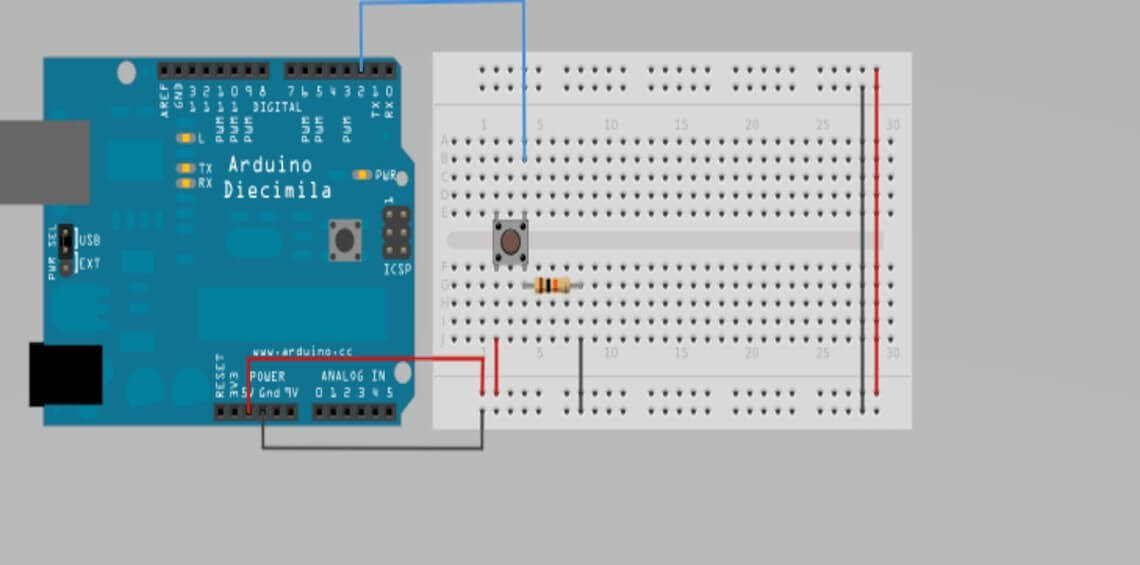 AREF
GND
13
12
11
10
9
8
7
6
5
4
3
2
1
0
PWM
PWM
PWM
DIGITAL
PWM
PWM
PWM
TX
RX
L
TX
RX
Arduino
Diecimila
PWR
1
ICSP
PWR SEL
USB
EXT
www.arduino.cc
RESET
3V3
5V Gnd 9V
POWER
ANALOG IN
0 1 2 3 4 5
1 5 10 15 20 25 30
A
B
C
D
E
F
G
H
I
J
1 5 10 15 20 25 30